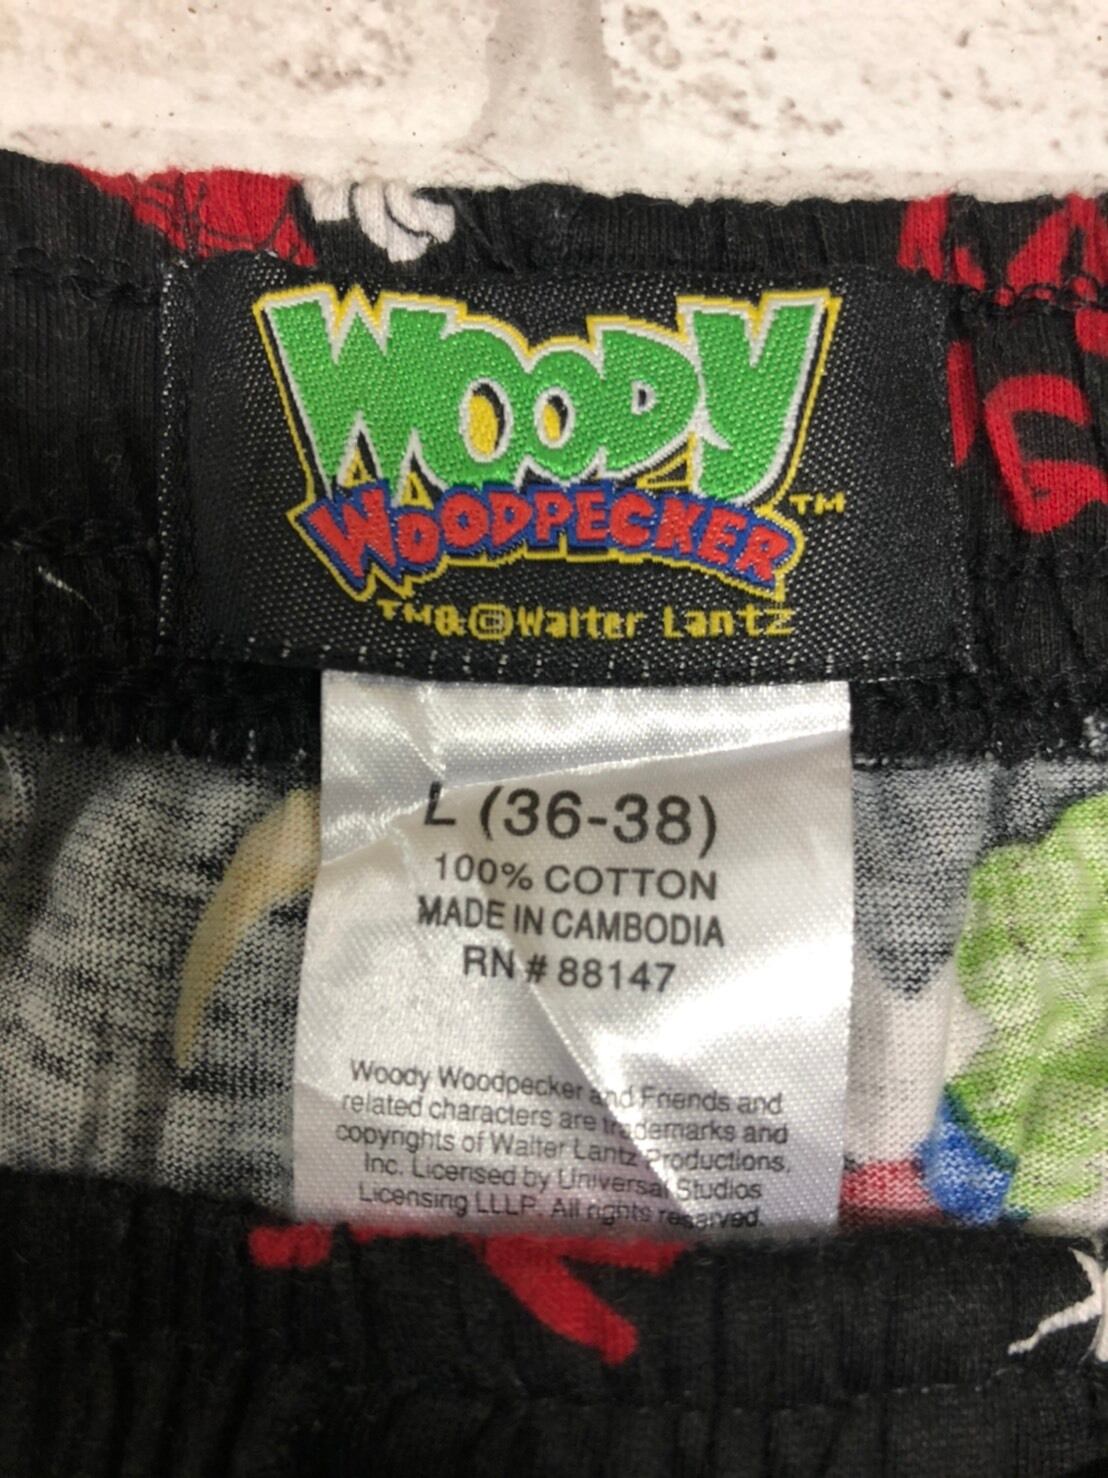 WOODY
WOODPECKER™
™&©Walter Lantz
L (36-38)
100% COTTON
MADE IN CAMBODIA
RN # 88147
Woody Woodpecker and Friends and
related characters are trademarks and
copyrights of Walter Lantz Productions,
Inc. Licensed by Universal Studios
Licensing LLLP. All rights reserved.